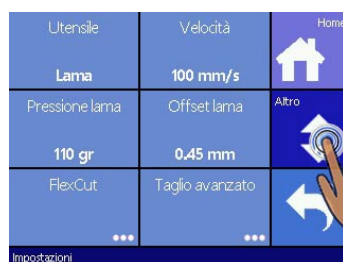 Utensile
Velocità
Home
Lama
100 mm/s
Pressione lama
Offset lama
Altro
110 gr
0.45 mm
FlexCut
Taglio avanzato
Impostazioni